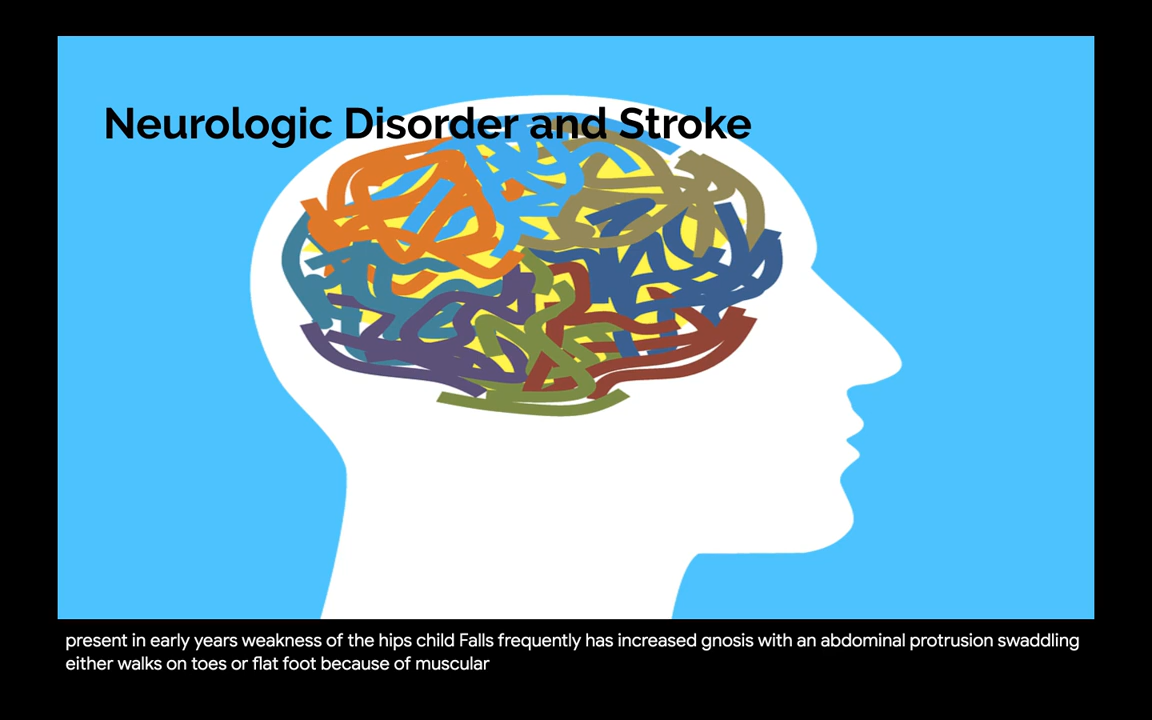 Neurologic Disorder and Stroke
present in early years weakness of the hips child Falls frequently has increased gnosis with an abdominal protrusion swaddling
either walks on toes or flat foot because of muscular